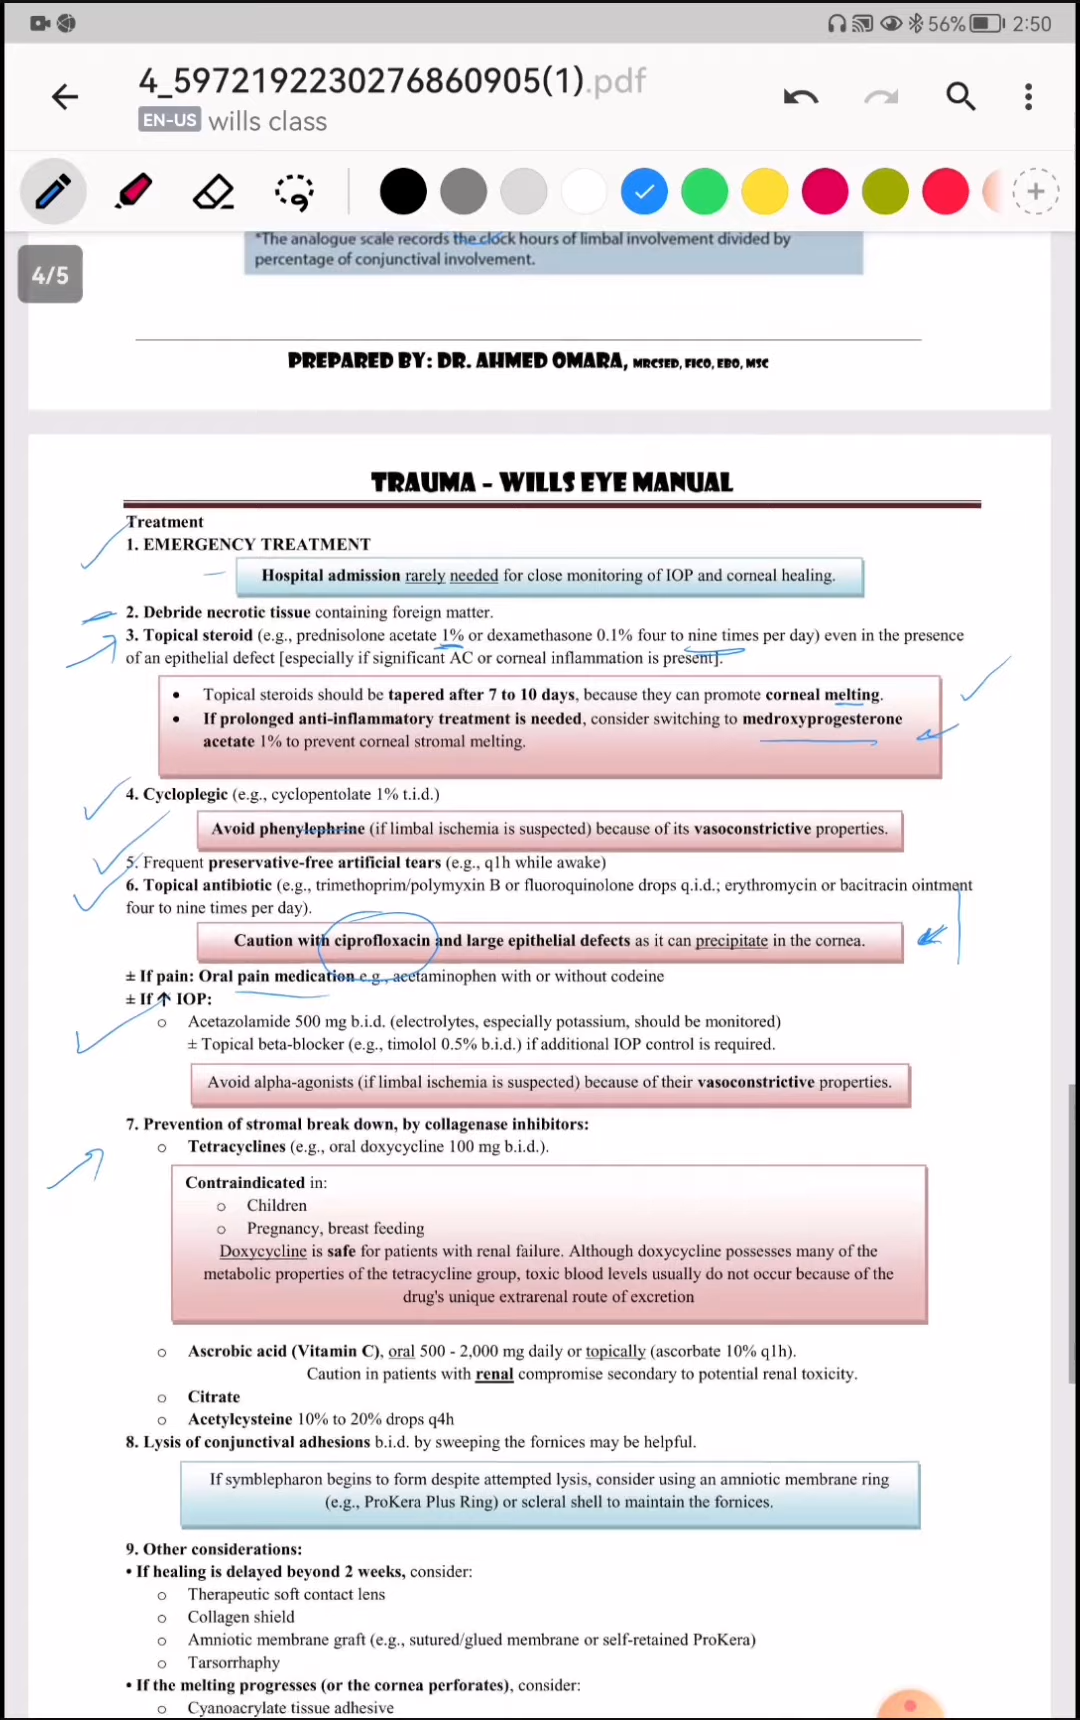 56% 2:50
4_5972192230276860905(1).pdf
EN-US wills class
4/5
*The analogue scale records the clock hours of limbal involvement divided by
percentage of conjunctival involvement.
PREPARED BY: DR. AHMED OMARA, MRCSED, FICO, EBO, MSC
TRAUMA - WILLS EYE MANUAL
Treatment
1. EMERGENCY TREATMENT
Hospital admission rarely needed for close monitoring of IOP and corneal healing.
2. Debride necrotic tissue containing foreign matter.
3. Topical steroid (e.g., prednisolone acetate 1% or dexamethasone 0.1% four to nine times per day) even in the presence
of an epithelial defect [especially if significant AC or corneal inflammation is present].
• Topical steroids should be tapered after 7 to 10 days, because they can promote corneal melting.
• If prolonged anti-inflammatory treatment is needed, consider switching to medroxyprogesterone
acetate 1% to prevent corneal stromal melting.
4. Cycloplegic (e.g., cyclopentolate 1% t.i.d.)
Avoid phenylephrine (if limbal ischemia is suspected) because of its vasoconstrictive properties.
5. Frequent preservative-free artificial tears (e.g., q1h while awake)
6. Topical antibiotic (e.g., trimethoprim/polymyxin B or fluoroquinolone drops q.i.d.; erythromycin or bacitracin ointment
four to nine times per day).
Caution with ciprofloxacin and large epithelial defects as it can precipitate in the cornea.
± If pain: Oral pain medication e.g., acetaminophen with or without codeine
± If ↑ IOP:
o Acetazolamide 500 mg b.i.d. (electrolytes, especially potassium, should be monitored)
± Topical beta-blocker (e.g., timolol 0.5% b.i.d.) if additional IOP control is required.
Avoid alpha-agonists (if limbal ischemia is suspected) because of their vasoconstrictive properties.
7. Prevention of stromal break down, by collagenase inhibitors:
o Tetracyclines (e.g., oral doxycycline 100 mg b.i.d.).
Contraindicated in:
o Children
o Pregnancy, breast feeding
Doxycycline is safe for patients with renal failure. Although doxycycline possesses many of the
metabolic properties of the tetracycline group, toxic blood levels usually do not occur because of the
drug's unique extrarenal route of excretion
o Ascrobic acid (Vitamin C), oral 500 - 2,000 mg daily or topically (ascorbate 10% q1h).
Caution in patients with renal compromise secondary to potential renal toxicity.
o Citrate
o Acetylcysteine 10% to 20% drops q4h
8. Lysis of conjunctival adhesions b.i.d. by sweeping the fornices may be helpful.
If symblepharon begins to form despite attempted lysis, consider using an amniotic membrane ring
(e.g., ProKera Plus Ring) or scleral shell to maintain the fornices.
9. Other considerations:
• If healing is delayed beyond 2 weeks, consider:
o Therapeutic soft contact lens
o Collagen shield
o Amniotic membrane graft (e.g., sutured/glued membrane or self-retained ProKera)
o Tarsorrhaphy
• If the melting progresses (or the cornea perforates), consider:
o Cyanoacrylate tissue adhesive